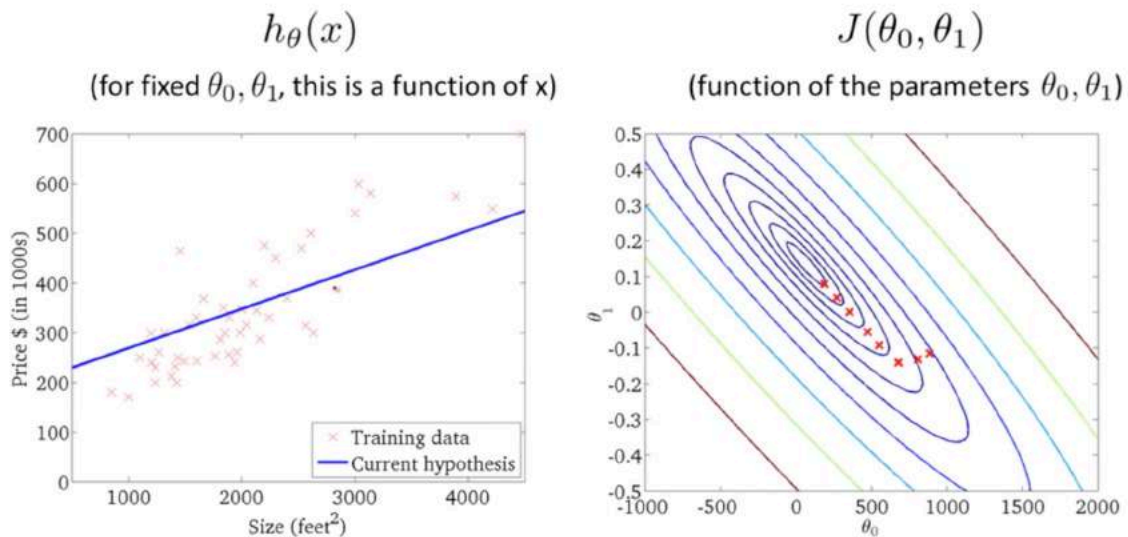 hθ(x)
(for fixed θ0, θ1, this is a function of x)
700
600
500
400
300
200
100
0
Price $ (in 1000s)
1000 2000 3000 4000
Size (feet²)
Training data
Current hypothesis
J(θ0, θ1)
(function of the parameters θ0, θ1)
0.5
0.4
0.3
0.2
0.1
0
-0.1
-0.2
-0.3
-0.4
-0.5
θ1
-1000 -500 0 500 1000 1500 2000
θ0